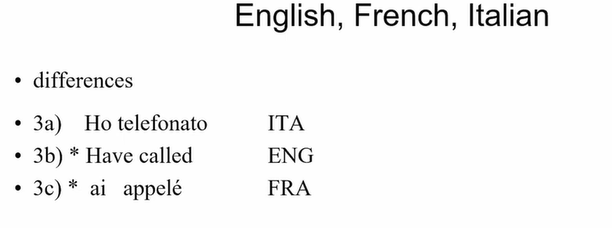 English, French, Italian
• differences
• 3a) Ho telefonato ITA
• 3b) * Have called ENG
• 3c) * ai appelé FRA